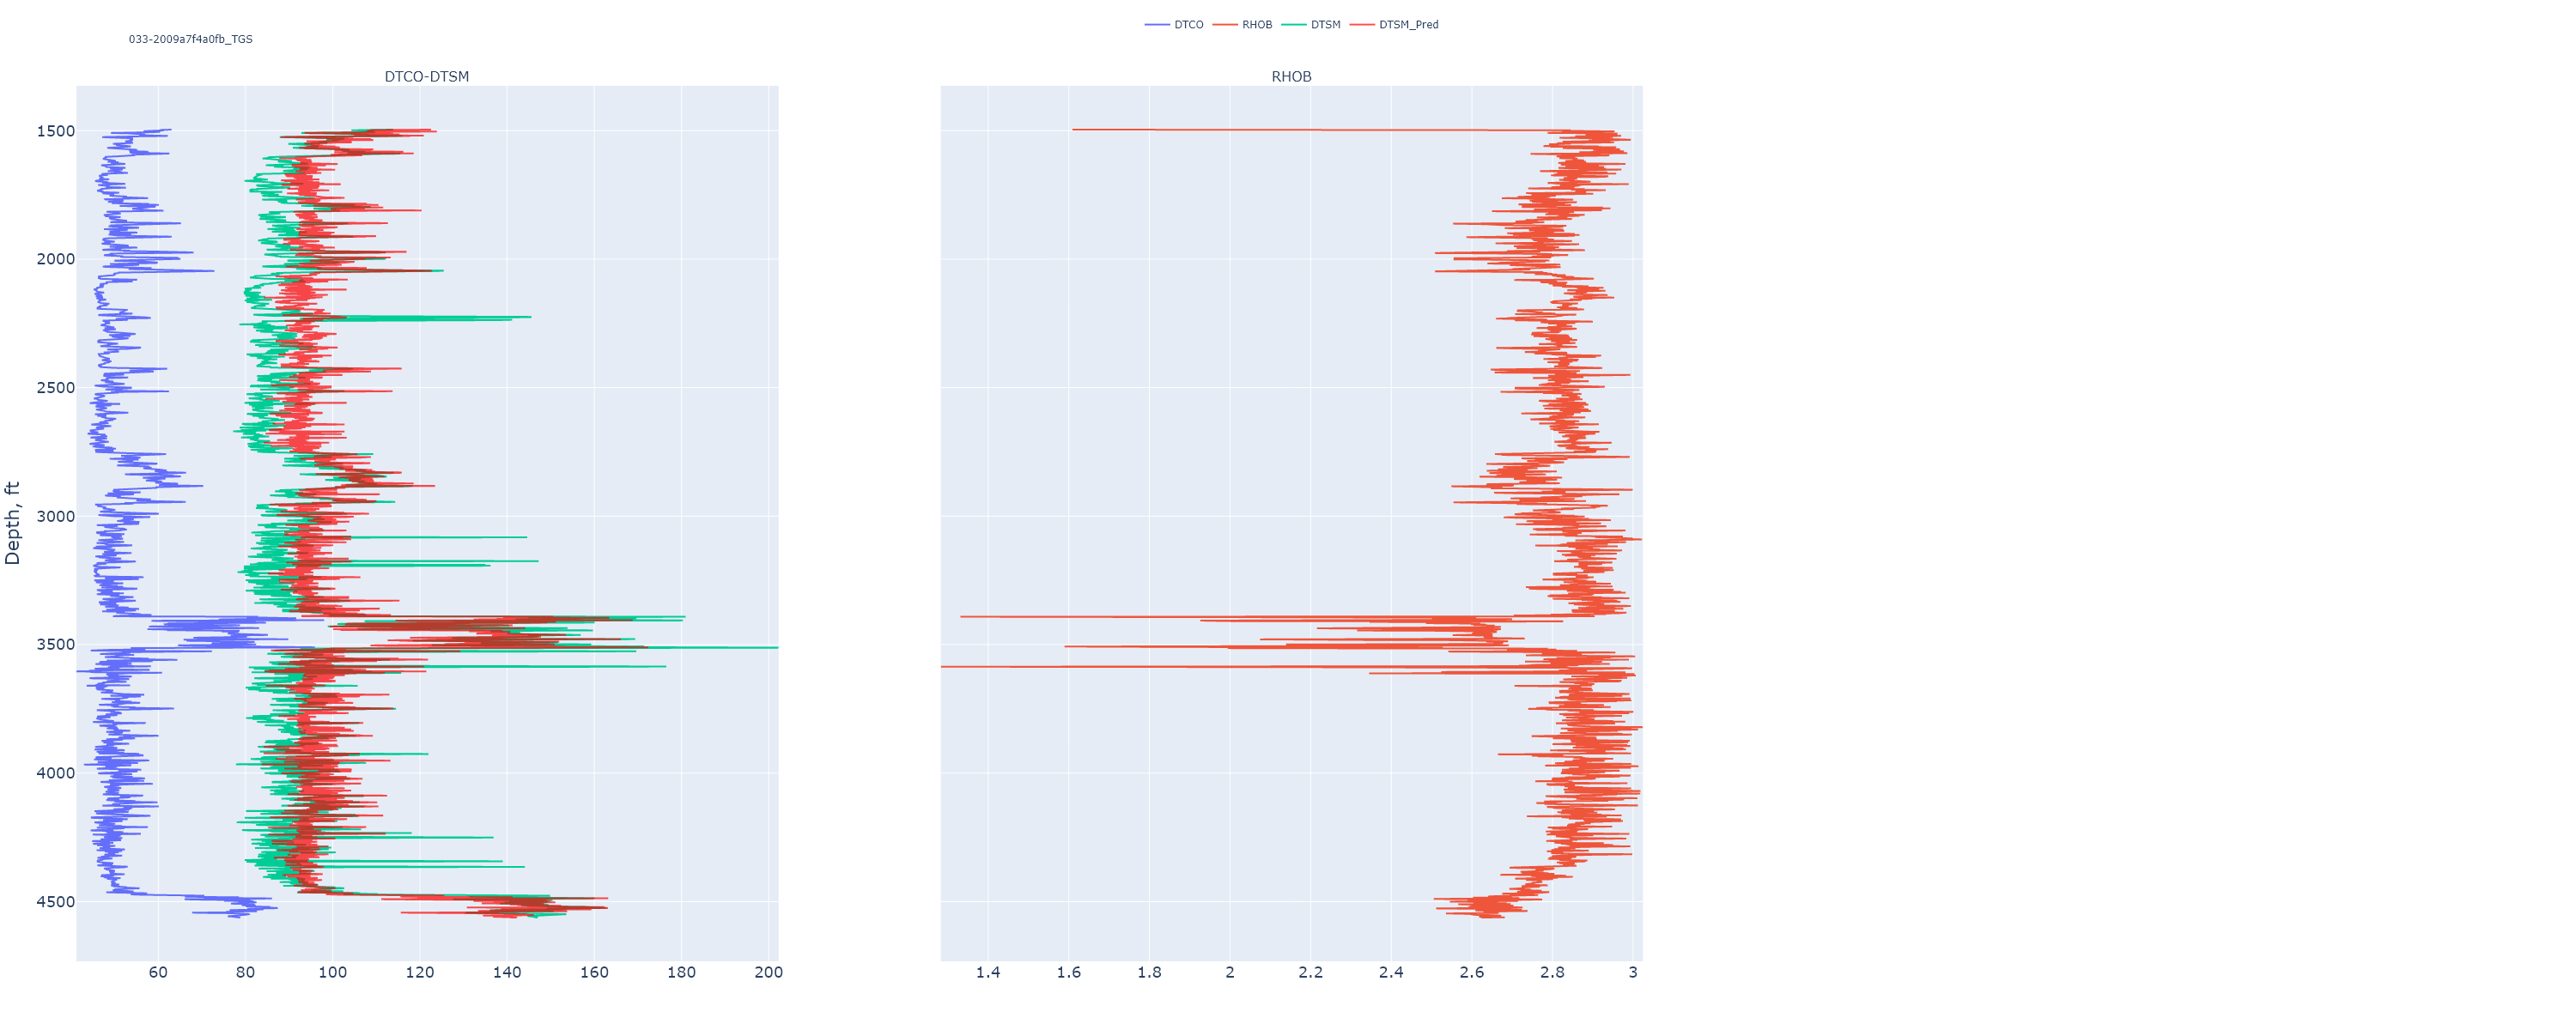 DTCO RHOB DTSM DTSM_Pred
033-2009a7f4a0fb_TGS
DTCO-DTSM RHOB
Depth, ft
1500
2000
2500
3000
3500
4000
4500
60 80 100 120 140 160 180 200
1.4 1.6 1.8 2 2.2 2.4 2.6 2.8 3